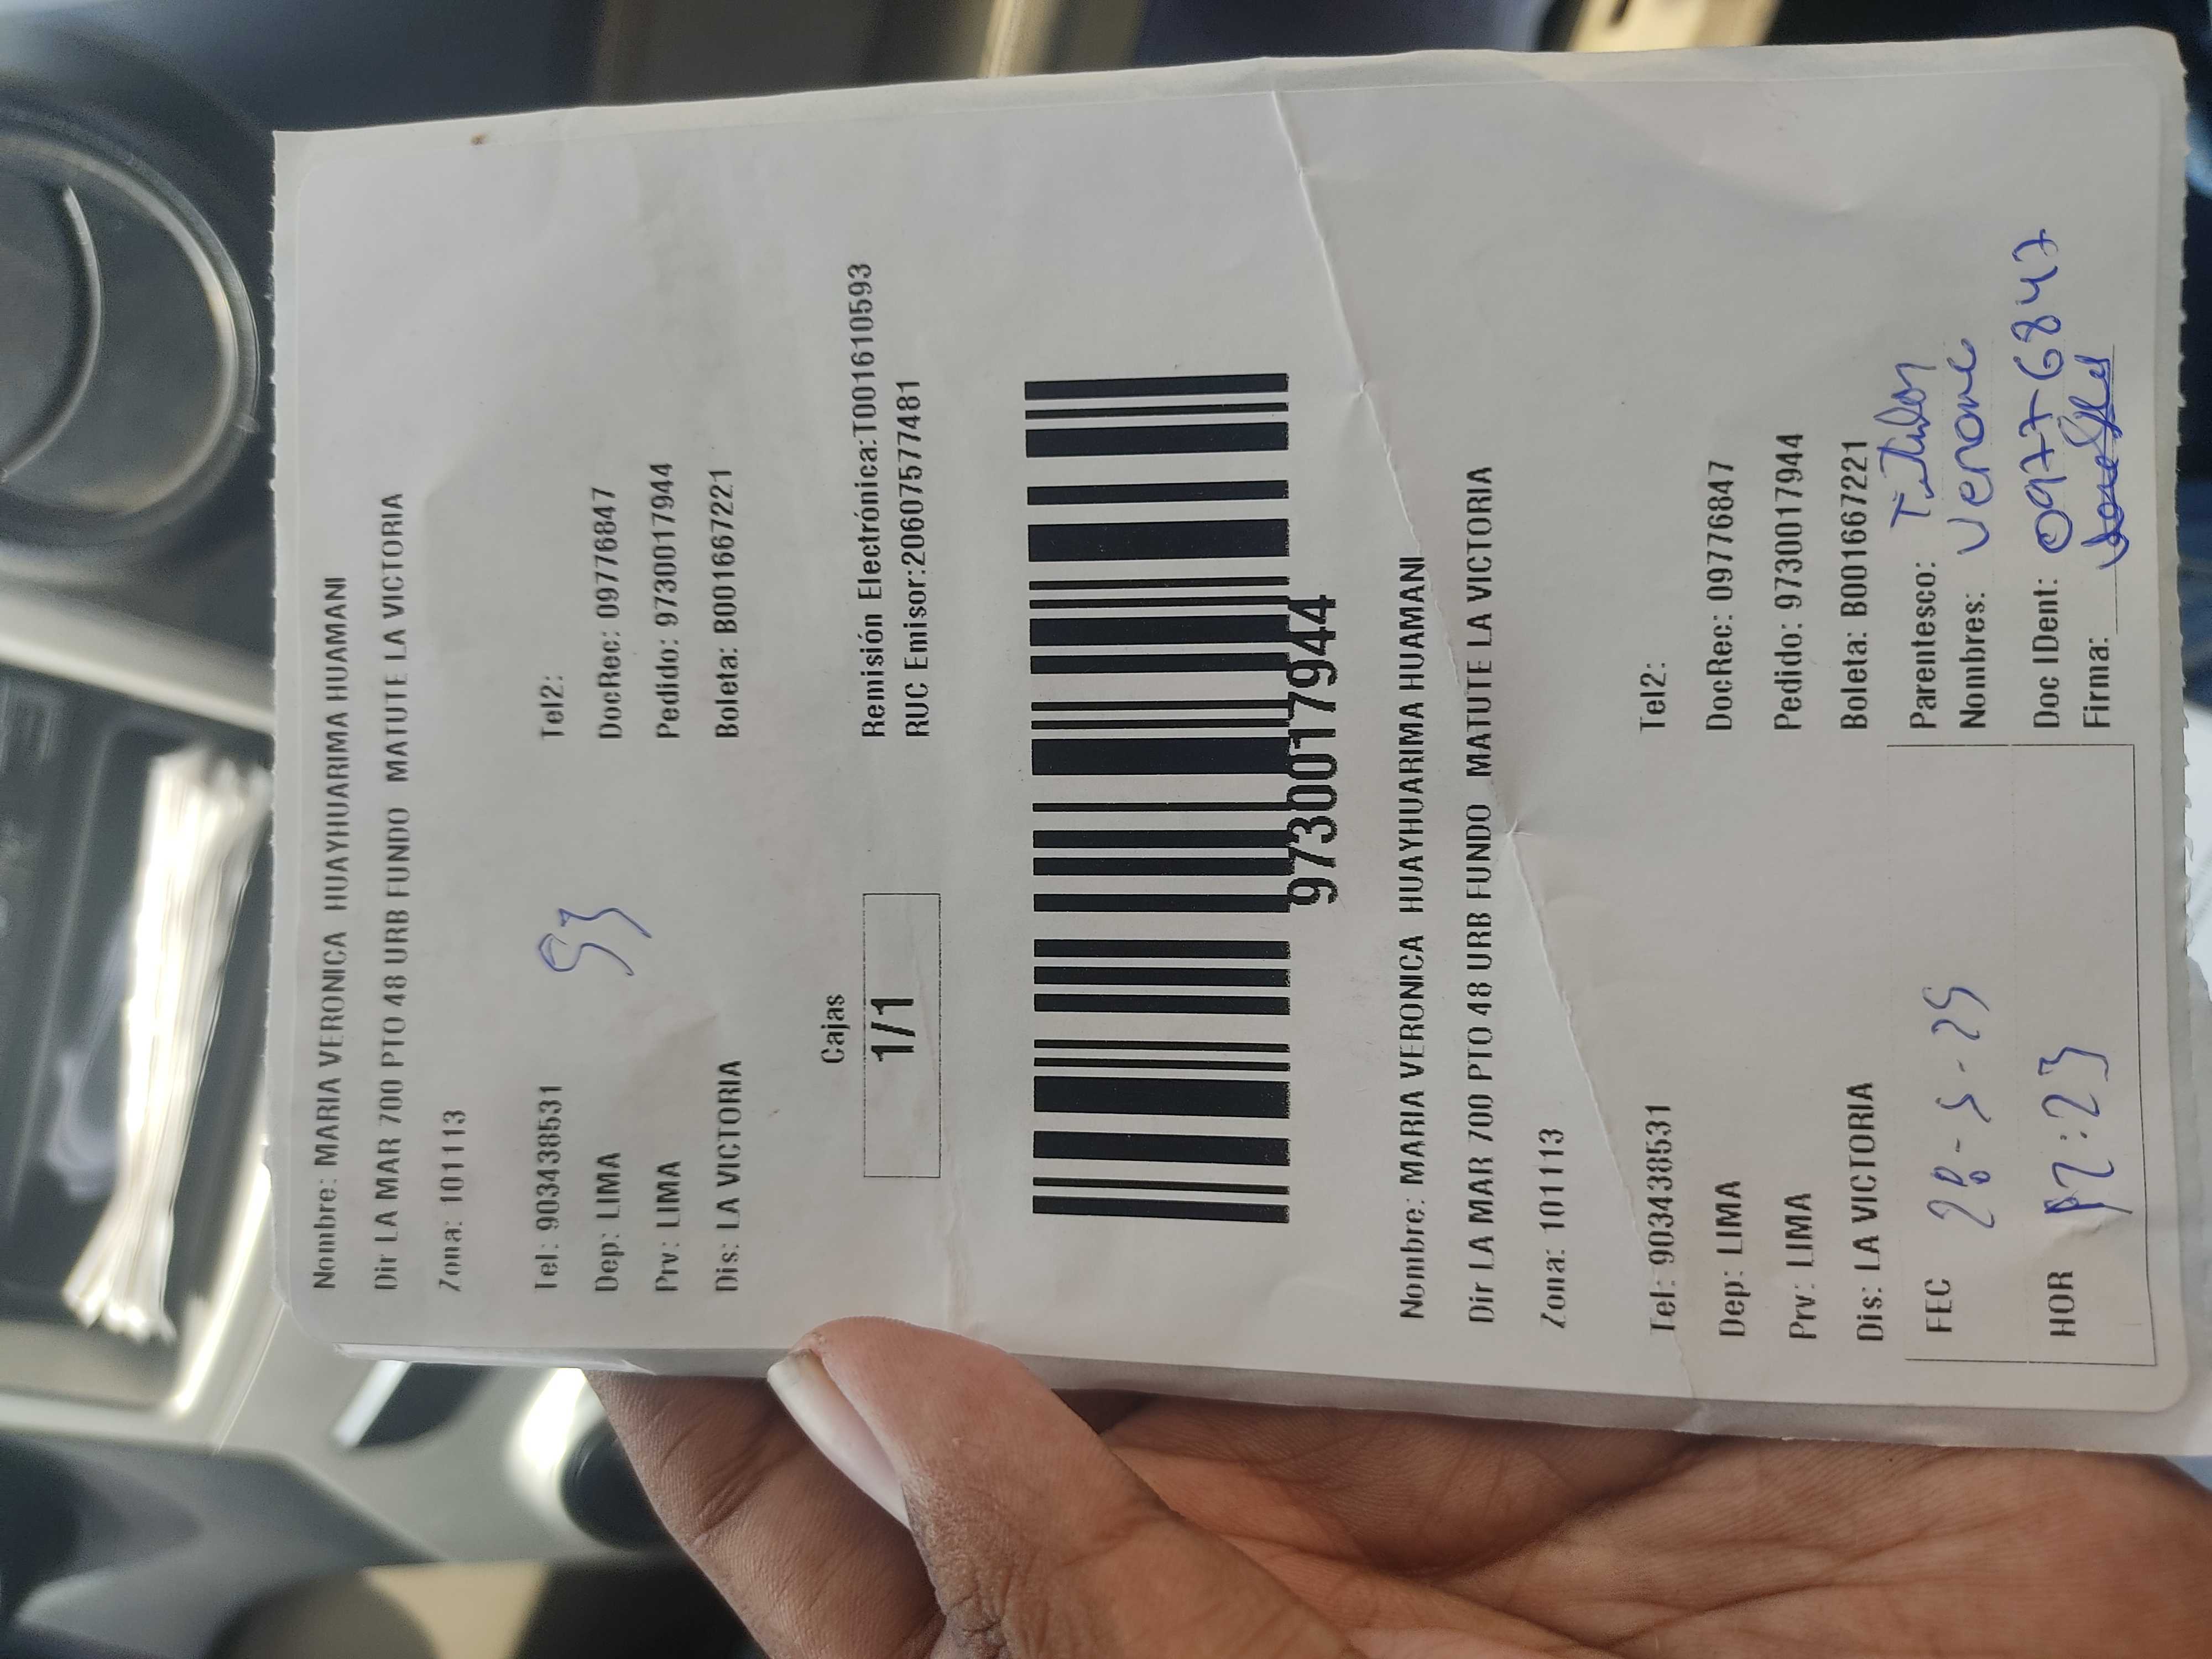 Nombre: MARIA VERONICA HUAYHUARIMA HUAMANI
Dir LA MAR 700 PTO 48 URB FUNDO MATUTE LA VICTORIA
Zona: 101113
Tel: 903438531 Tel2:
Dep: LIMA DocRec: 09776847
Prv: LIMA Pedido: 9730017944
Dis: LA VICTORIA Boleta: B001667221
93
Cajas
1/1
Remisión Electrónica:T001610593
RUC Emisor:20607577481
9730017944
Nombre: MARIA VERONICA HUAYHUARIMA HUAMANI
Dir LA MAR 700 PTO 48 URB FUNDO MATUTE LA VICTORIA
Zona: 101113
Tel: 903438531 Tel2:
Dep: LIMA DocRec: 09776847
Prv: LIMA Pedido: 9730017944
Dis: LA VICTORIA Boleta: B001667221
FEC 28-5-25
HOR 12:23
Parentesco: Titular
Nombres:
Doc IDent: 09776847
Firma: